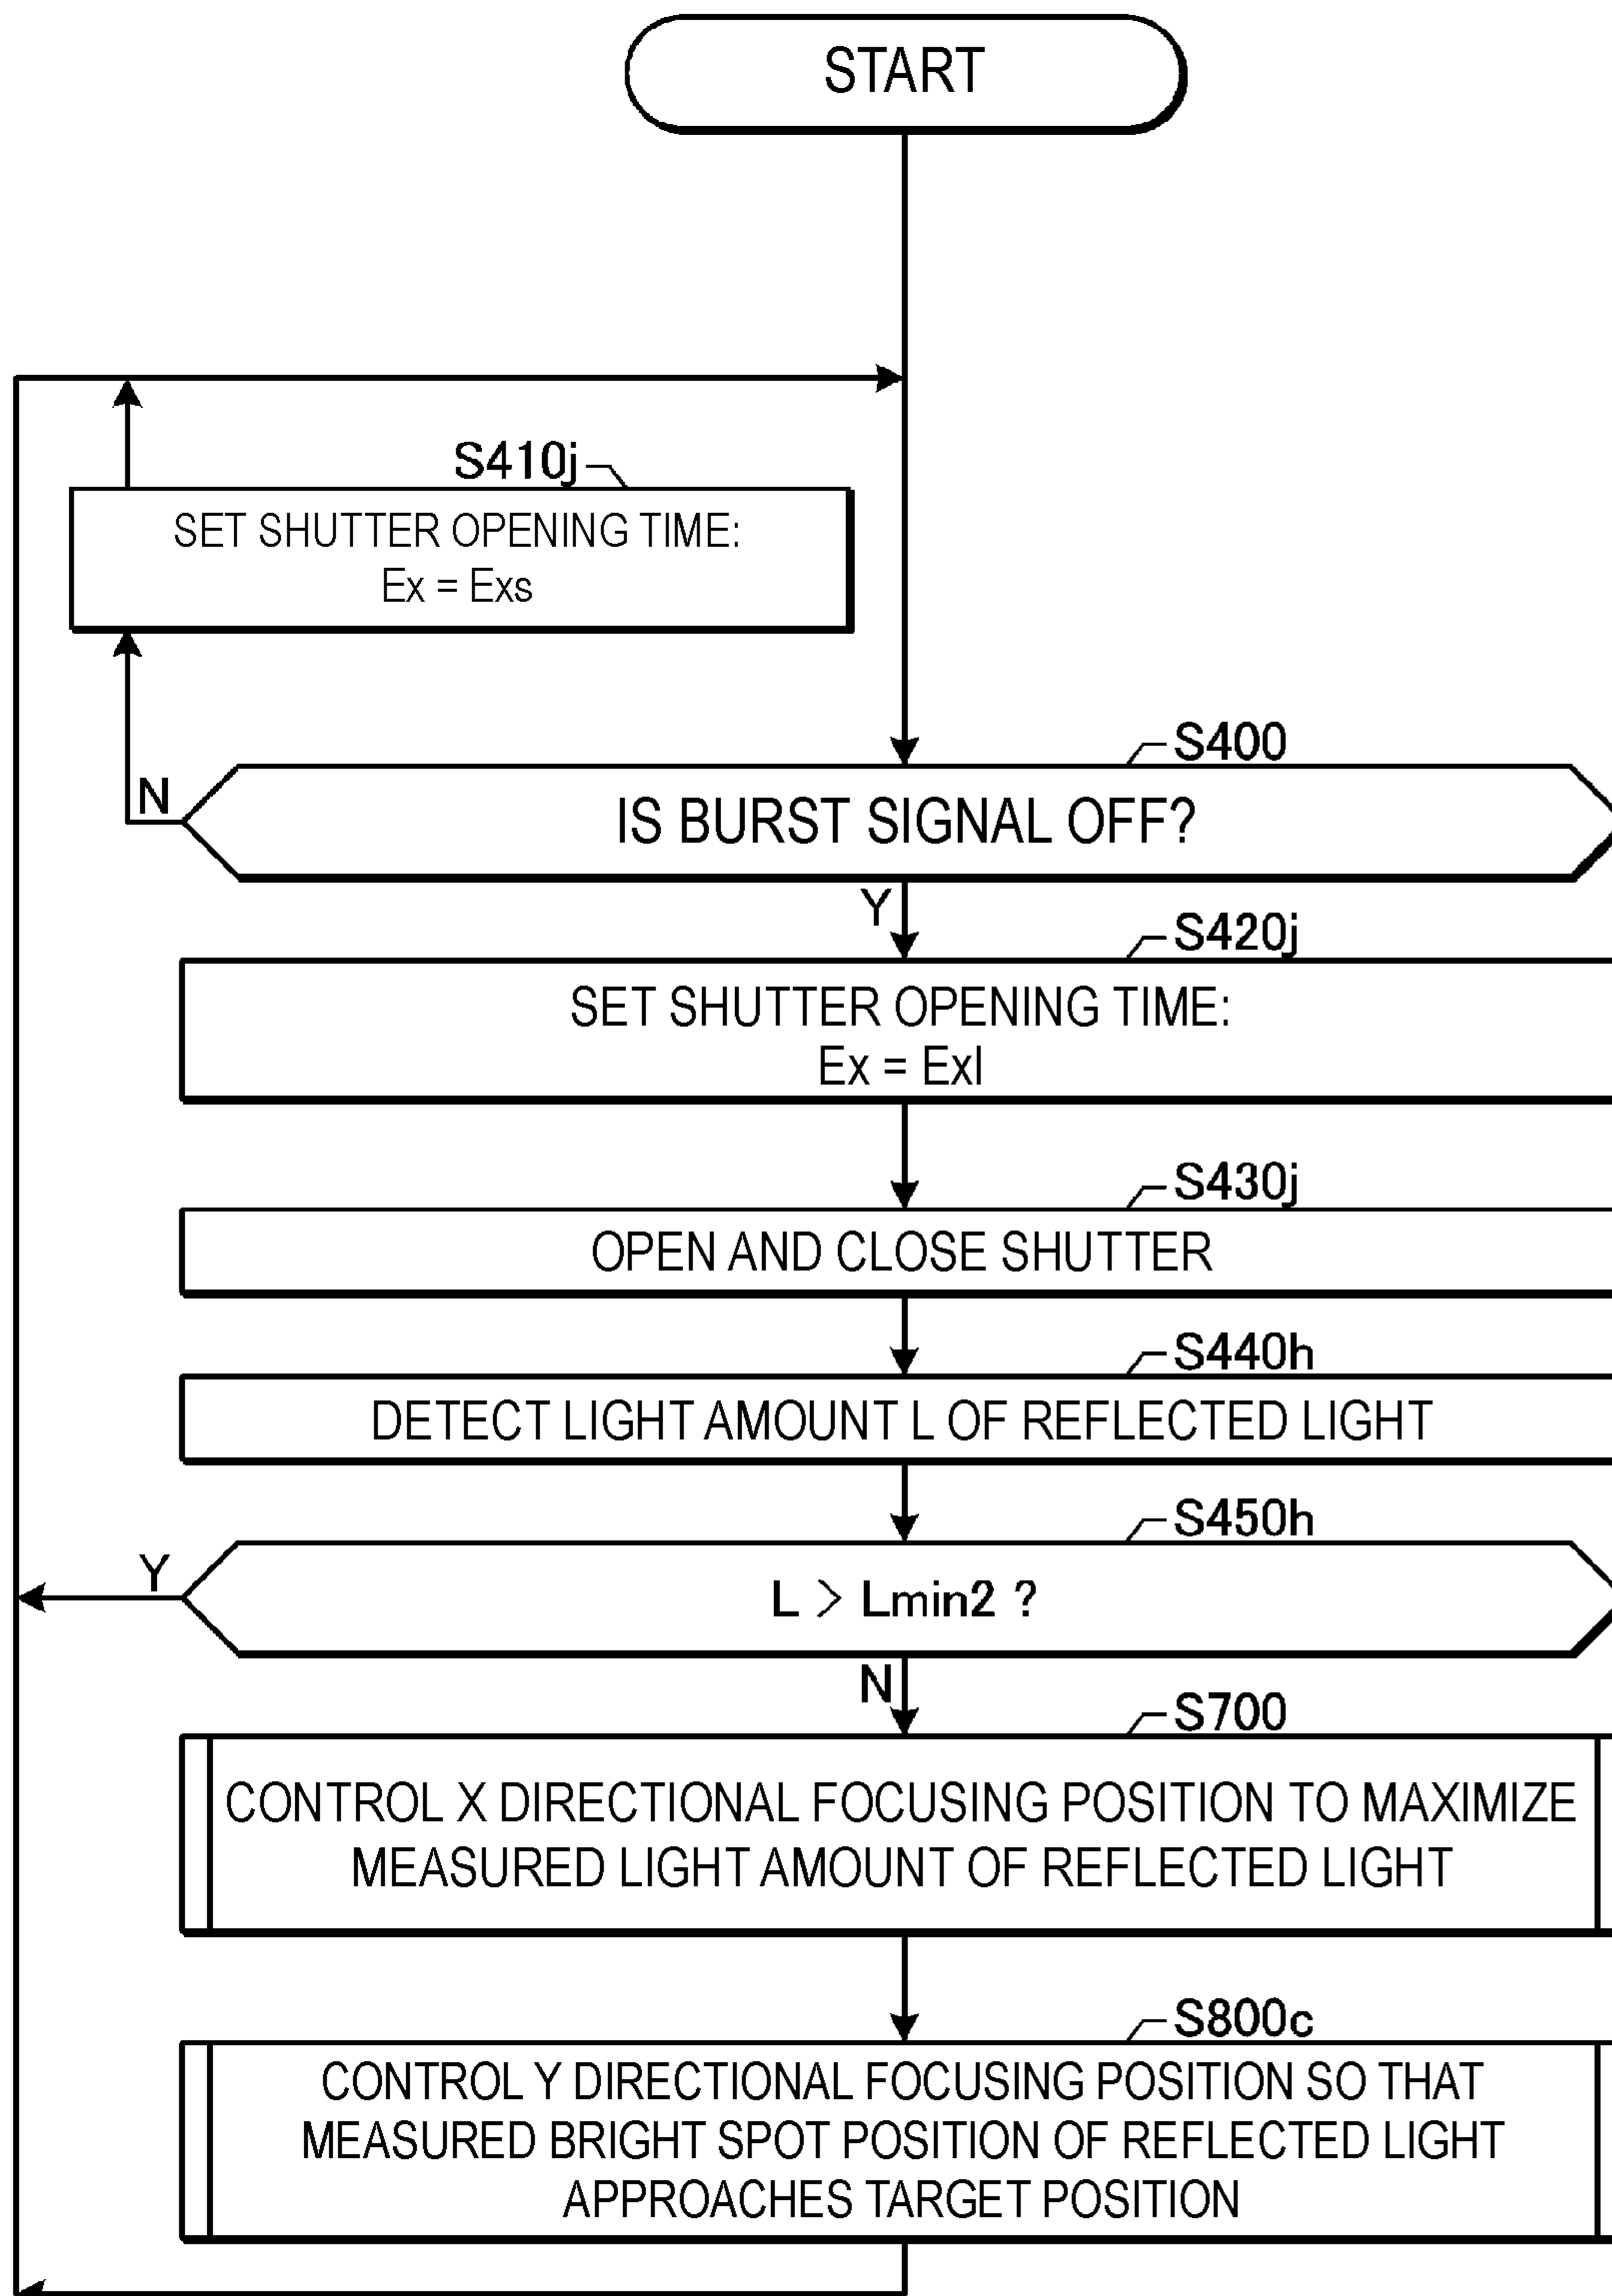 START
S410j
SET SHUTTER OPENING TIME:
Ex = Exs
S400
N
IS BURST SIGNAL OFF?
Y
S420j
SET SHUTTER OPENING TIME:
Ex = Exl
S430j
OPEN AND CLOSE SHUTTER
S440h
DETECT LIGHT AMOUNT L OF REFLECTED LIGHT
S450h
Y
L > Lmin2 ?
N
S700
CONTROL X DIRECTIONAL FOCUSING POSITION TO MAXIMIZE
MEASURED LIGHT AMOUNT OF REFLECTED LIGHT
S800c
CONTROL Y DIRECTIONAL FOCUSING POSITION SO THAT
MEASURED BRIGHT SPOT POSITION OF REFLECTED LIGHT
APPROACHES TARGET POSITION